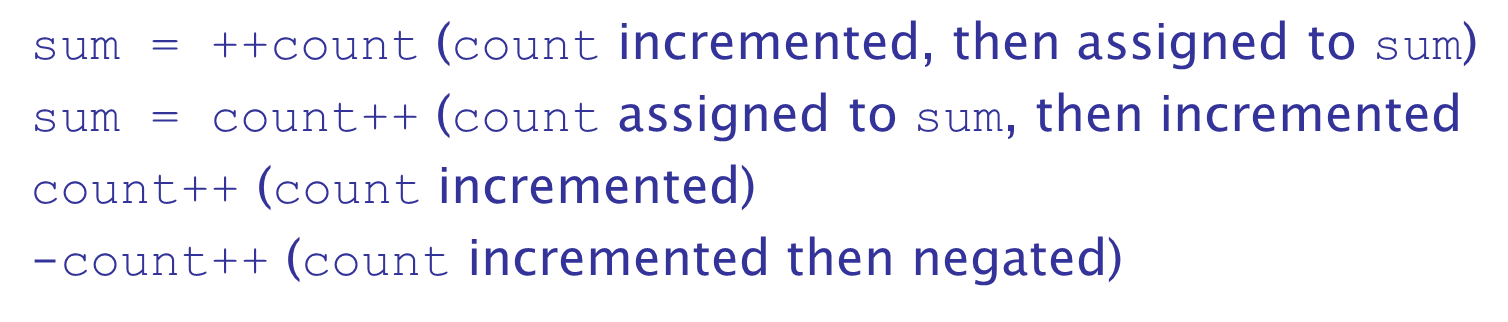 sum = ++count (count incremented, then assigned to sum)
sum = count++ (count assigned to sum, then incremented
count++ (count incremented)
-count++ (count incremented then negated)